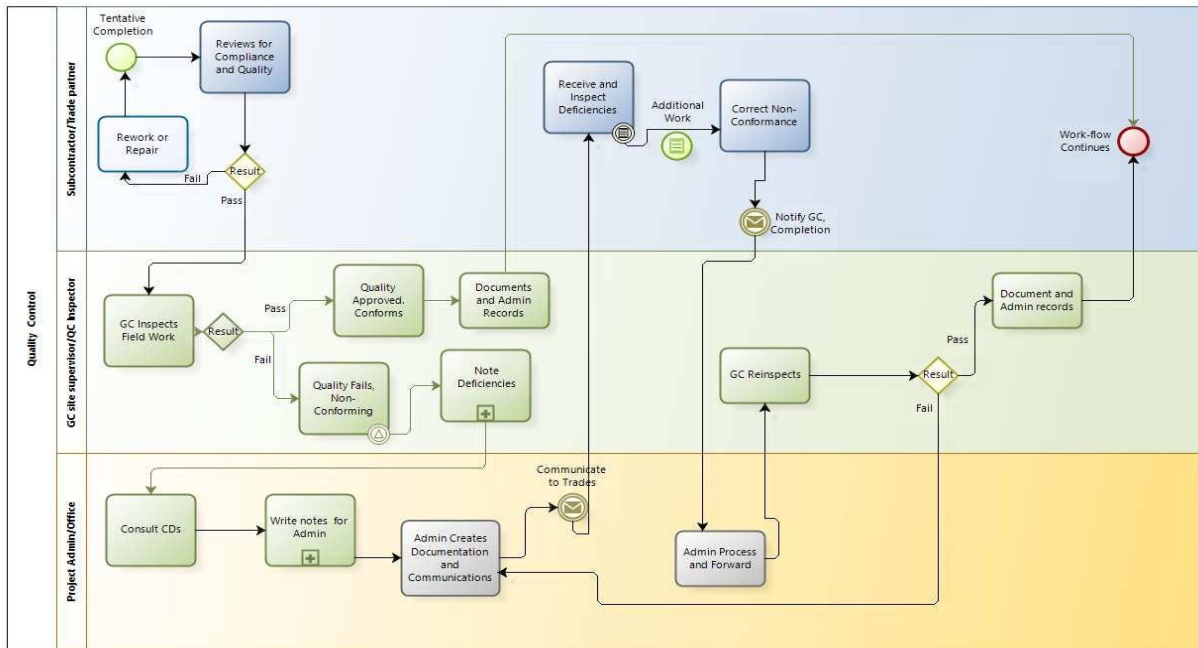 Quality Control
Subcontractor/Trade partner
Tentative
Completion
Reviews for
Compliance
and Quality
Rework or
Repair
Fail
Result
Pass
Receive and
Inspect
Deficiencies
Additional
Work
Correct Non-
Conformance
Notify GC,
Completion
Work-flow
Continues
GC site supervisor/QC Inspector
GC Inspects
Field Work
Result
Pass
Fail
Quality
Approved.
Conforms
Documents
and Admin
Records
Quality Fails,
Non-
Conforming
Note
Deficiencies
GC Reinspects
Result
Pass
Fail
Document and
Admin records
Project Admin/Office
Consult CDs
Write notes for
Admin
Admin Creates
Documentation
and
Communications
Communicate
to Trades
Admin Process
and Forward